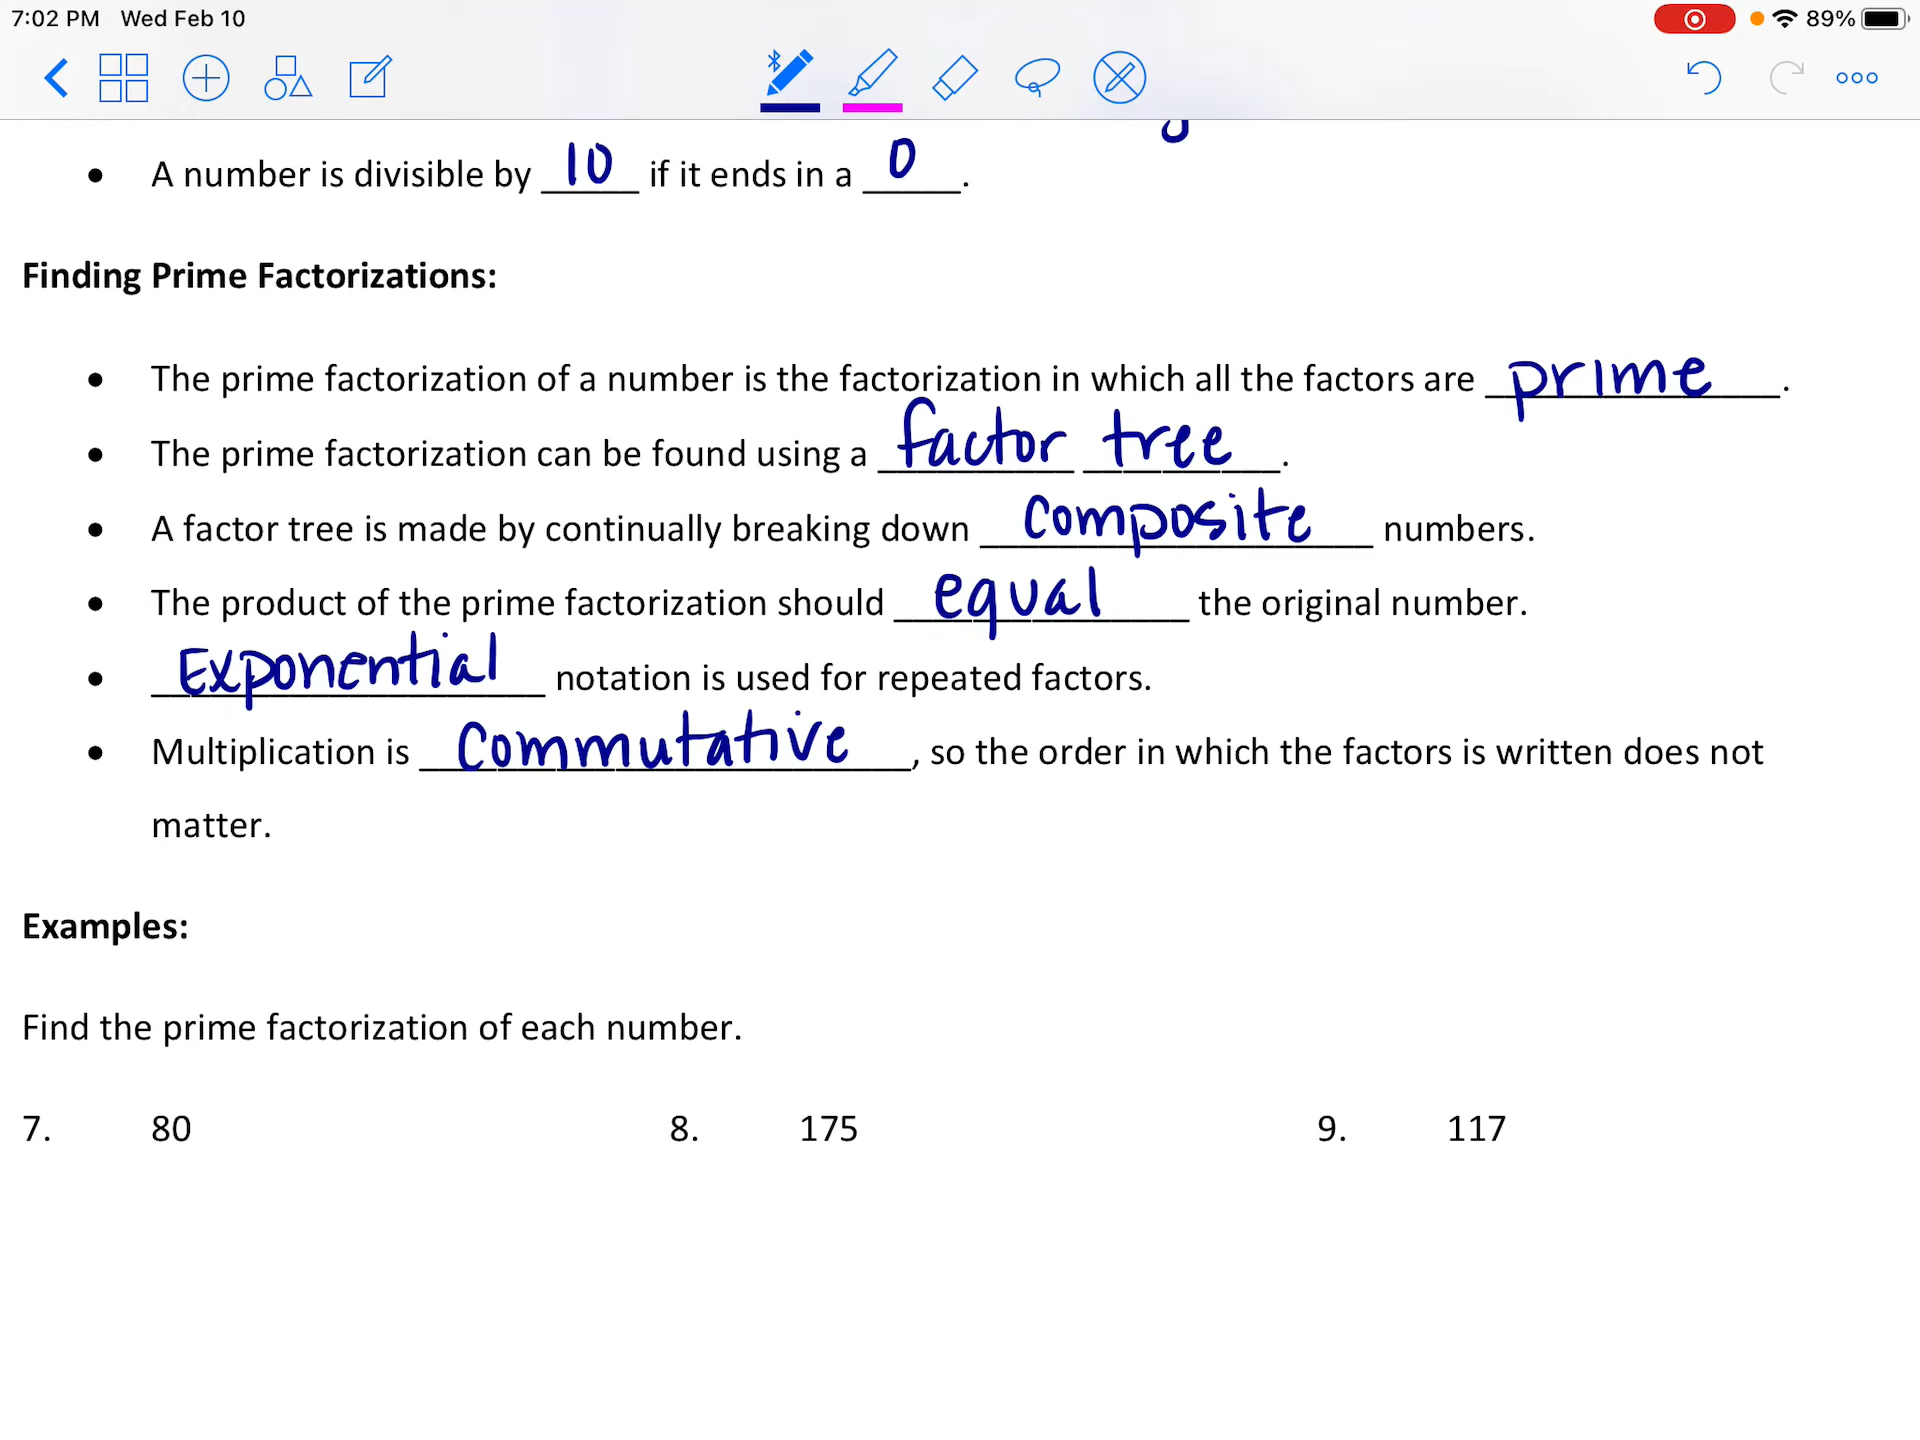 7:02 PM Wed Feb 10 89%
• A number is divisible by 10 if it ends in a 0.
Finding Prime Factorizations:
• The prime factorization of a number is the factorization in which all the factors are prime.
• The prime factorization can be found using a factor tree.
• A factor tree is made by continually breaking down composite numbers.
• The product of the prime factorization should equal the original number.
• Exponential notation is used for repeated factors.
• Multiplication is commutative, so the order in which the factors is written does not
matter.
Examples:
Find the prime factorization of each number.
7. 80 8. 175 9. 117